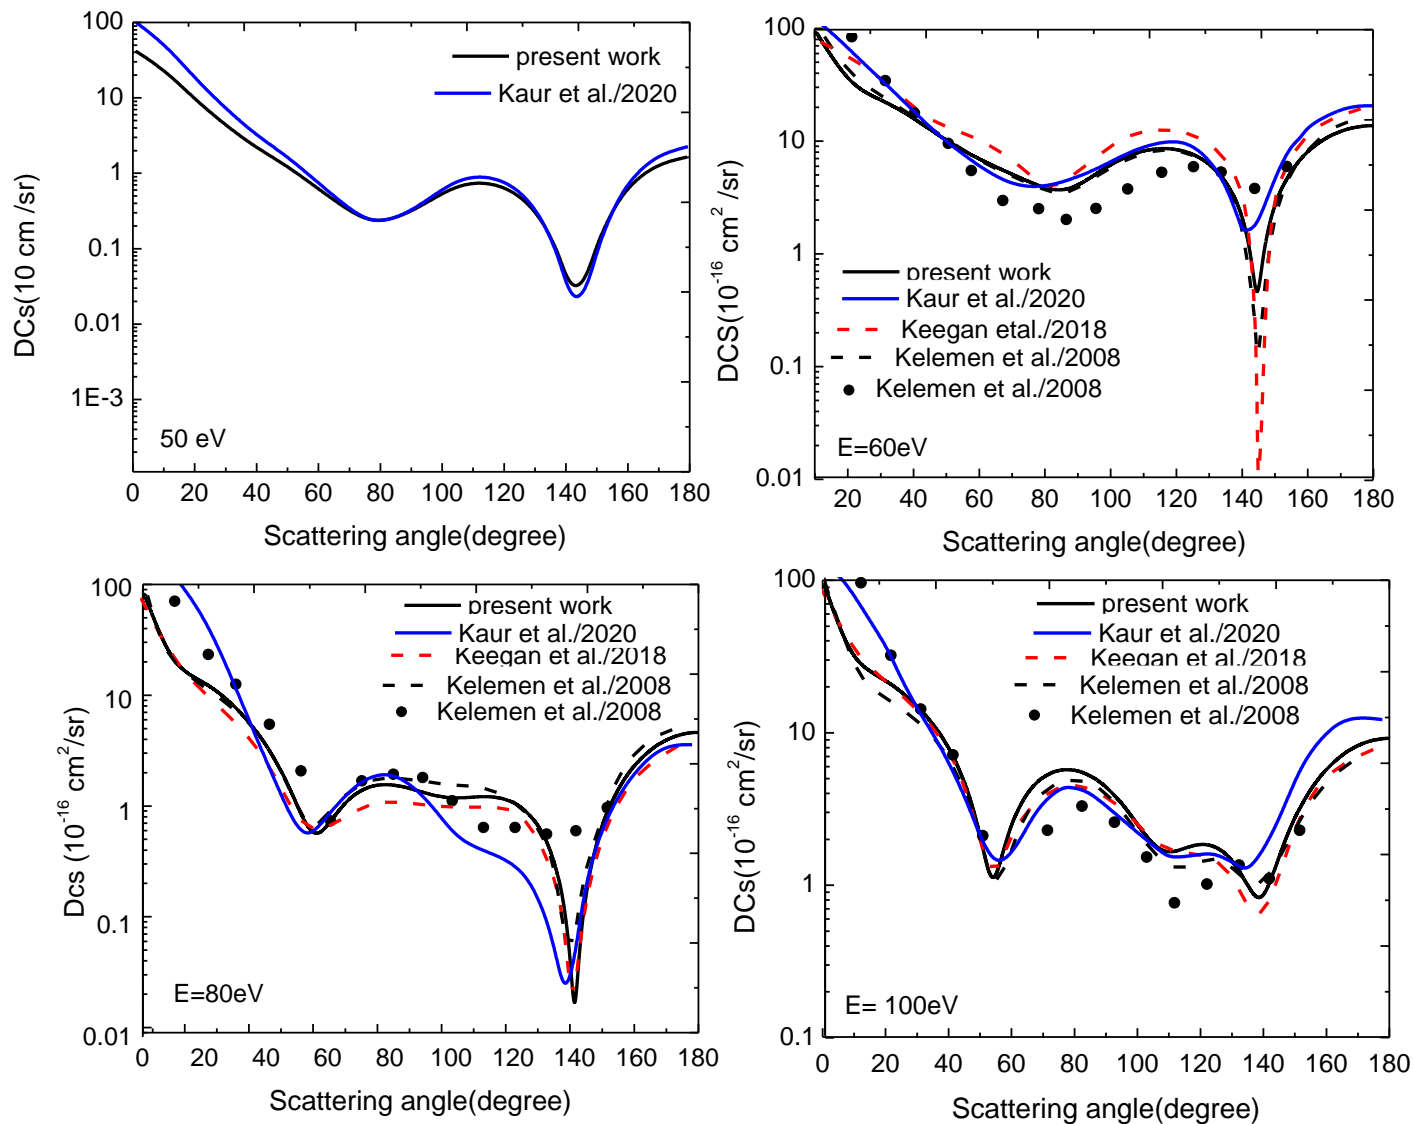 100
10
1
0.1
0.01
1E-3
DCs(10 cm /sr)
present work
Kaur et al./2020
50 eV
0 20 40 60 80 100 120 140 160 180
Scattering angle(degree)
100
10
1
0.1
0.01
DCS(10^-16 cm^2 /sr)
present work
Kaur et al./2020
Keegan etal./2018
Kelemen et al./2008
Kelemen et al./2008
E=60eV
20 40 60 80 100 120 140 160 180
Scattering angle(degree)
100
10
1
0.1
0.01
Dcs (10^-16 cm^2/sr)
present work
Kaur et al./2020
Keegan et al./2018
Kelemen et al./2008
Kelemen et al./2008
E=80eV
0 20 40 60 80 100 120 140 160 180
Scattering angle(degree)
100
10
1
0.1
DCs(10^-16 cm^2/sr)
present work
Kaur et al./2020
Keegan et al./2018
Kelemen et al./2008
Kelemen et al./2008
E= 100eV
0 20 40 60 80 100 120 140 160 180
Scattering angle(degree)